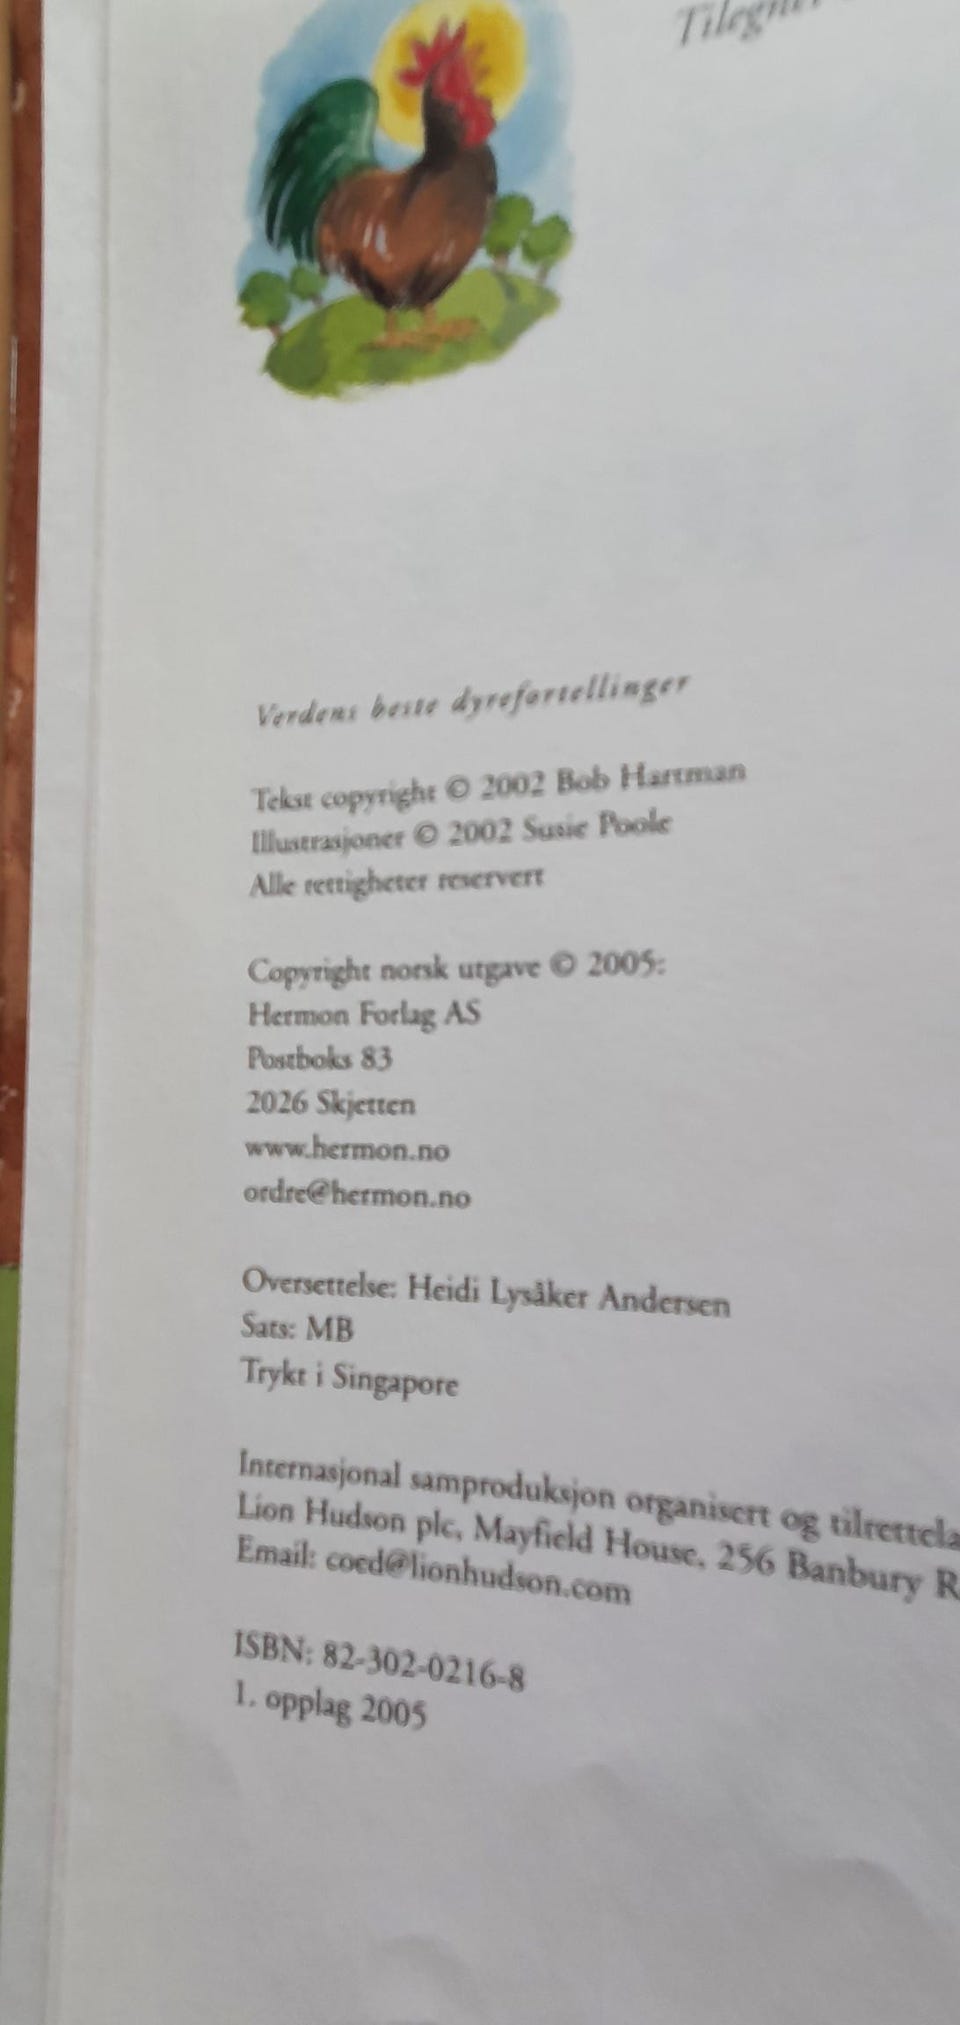 Verdens beste dyrefortellinger
Tekst copyright © 2002 Bob Hartman
Illustrasjoner © 2002 Susie Poole
Alle rettigheter reservert
Copyright norsk utgave © 2005:
Hermon Forlag AS
Postboks 83
2026 Skjetten
www.hermon.no
ordre@hermon.no
Oversettelse: Heidi Lysåker Andersen
Sats: MB
Trykt i Singapore
Internasjonal samproduksjon organisert og
Lion Hudson plc, Mayfield House, 256 Banbury
Email: coed@lionhudson.com
ISBN: 82-302-0216-8
1. opplag 2005